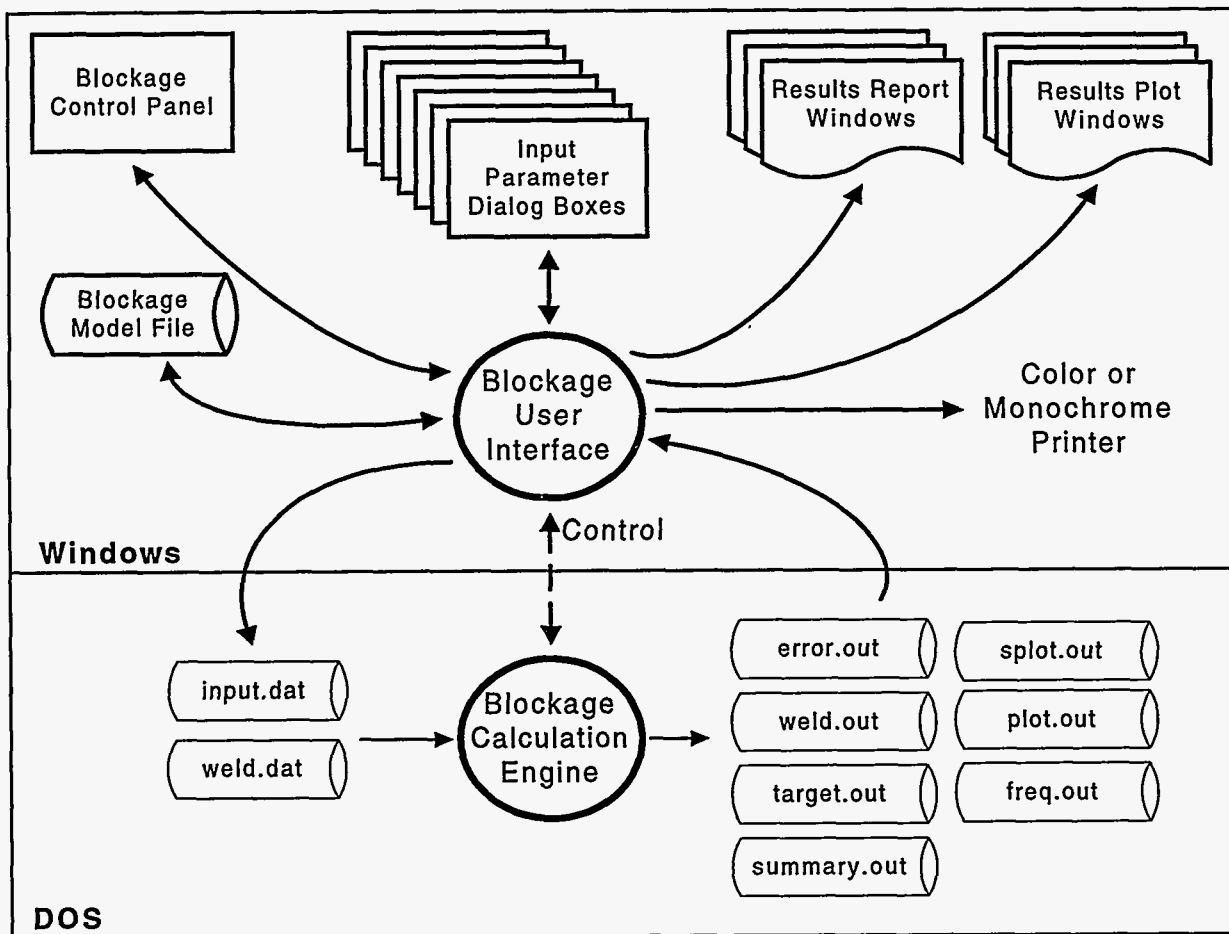 Blockage
Control Panel
Input
Parameter
Dialog Boxes
Results Report
Windows
Results Plot
Windows
Blockage
Model File
Blockage
User
Interface
Color or
Monochrome
Printer
Control
Windows
input.dat
weld.dat
Blockage
Calculation
Engine
error.out
weld.out
target.out
summary.out
splot.out
plot.out
freq.out
DOS